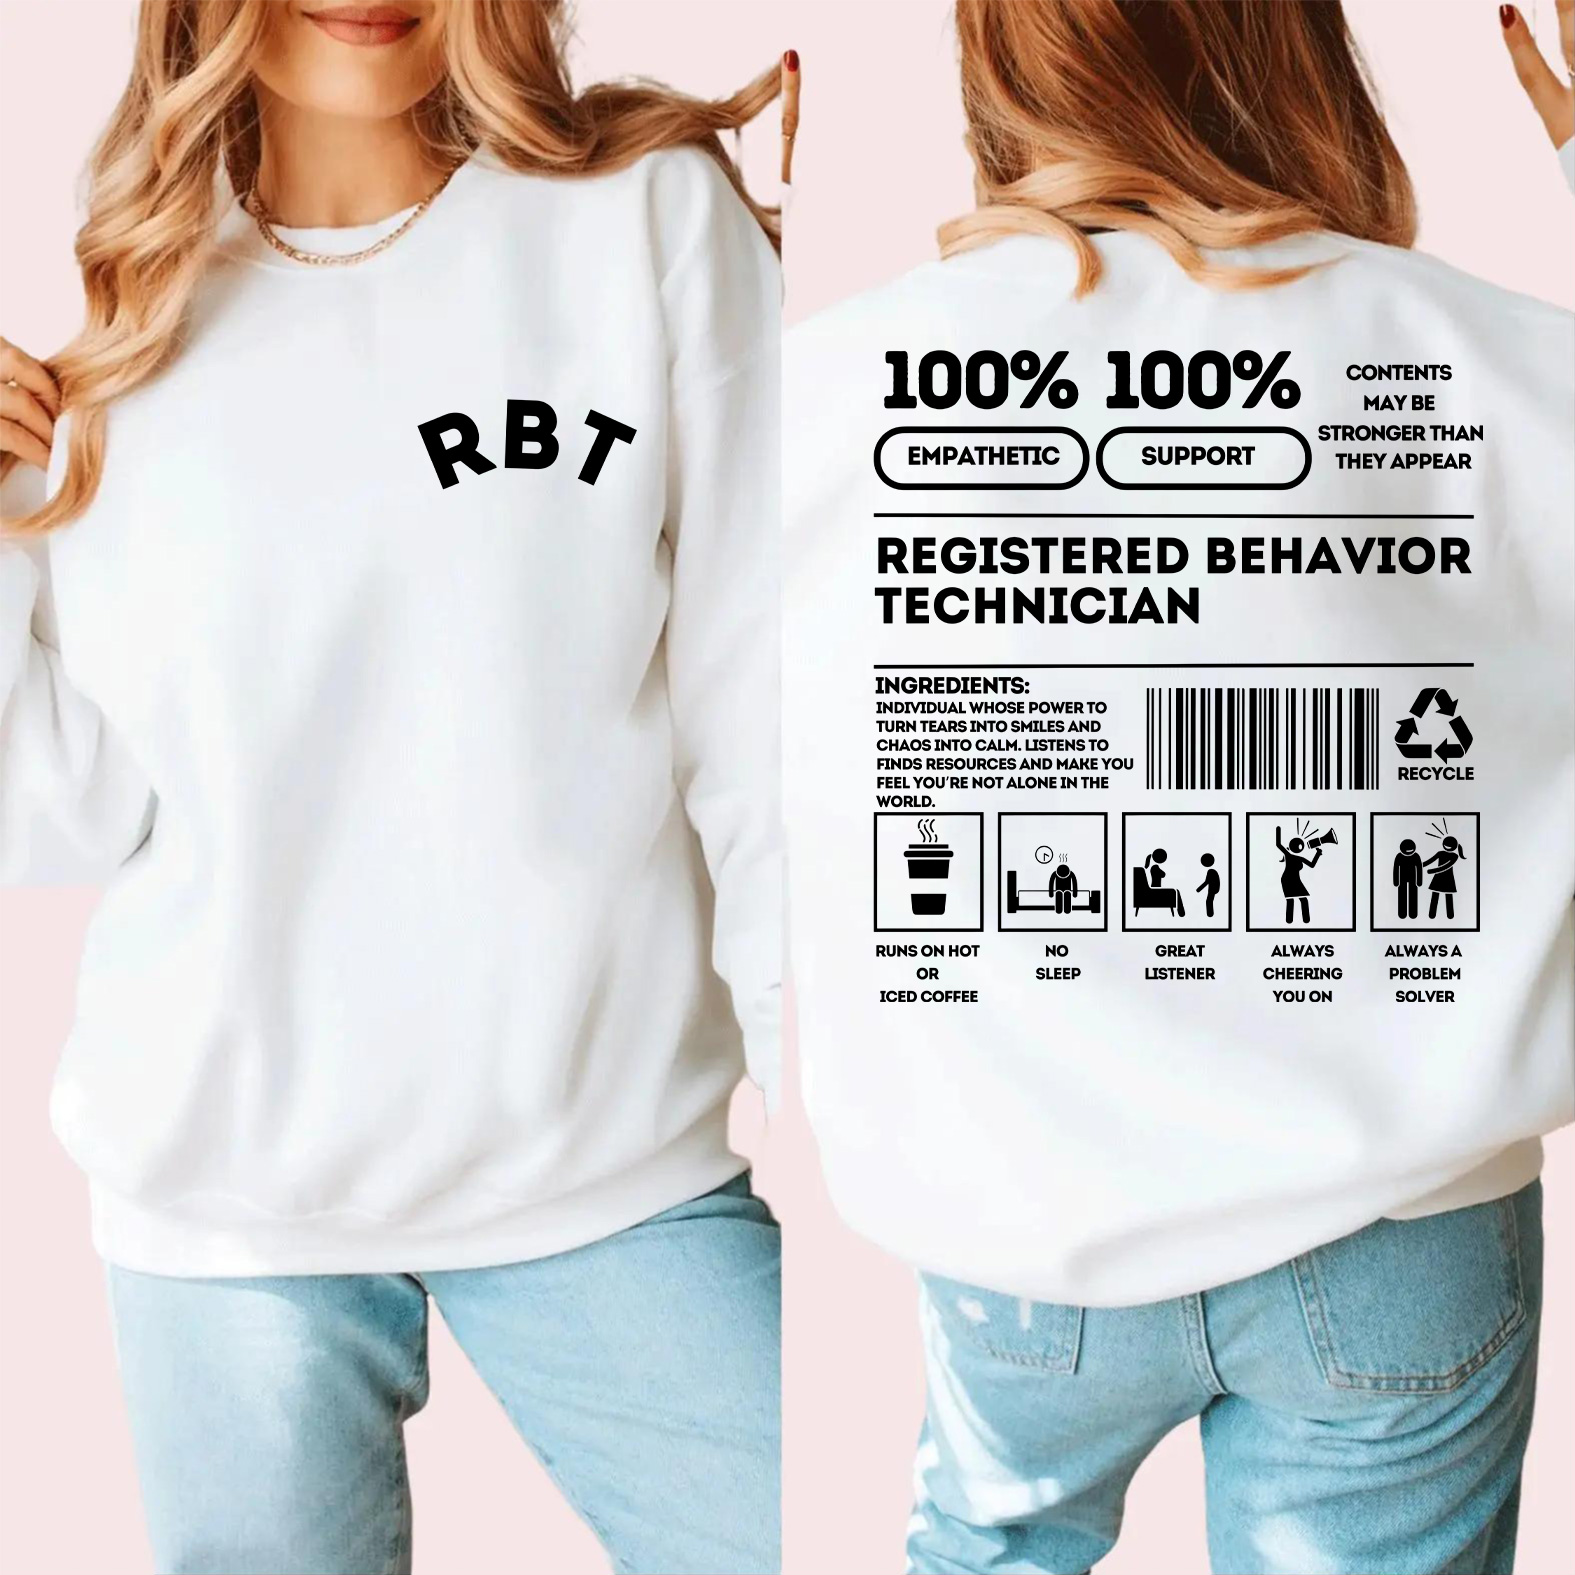 RBT
100% 100%
EMPATHETIC SUPPORT
CONTENTS
MAY BE
STRONGER THAN
THEY APPEAR
REGISTERED BEHAVIOR
TECHNICIAN
INGREDIENTS:
INDIVIDUAL WHOSE POWER TO
TURN TEARS INTO SMILES AND
CHAOS INTO CALM. LISTENS TO
FINDS RESOURCES AND MAKE YOU
FEEL YOU'RE NOT ALONE IN THE
WORLD.
RECYCLE
RUNS ON HOT
OR
ICED COFFEE
NO
SLEEP
GREAT
LISTENER
ALWAYS
CHEERING
YOU ON
ALWAYS A
PROBLEM
SOLVER